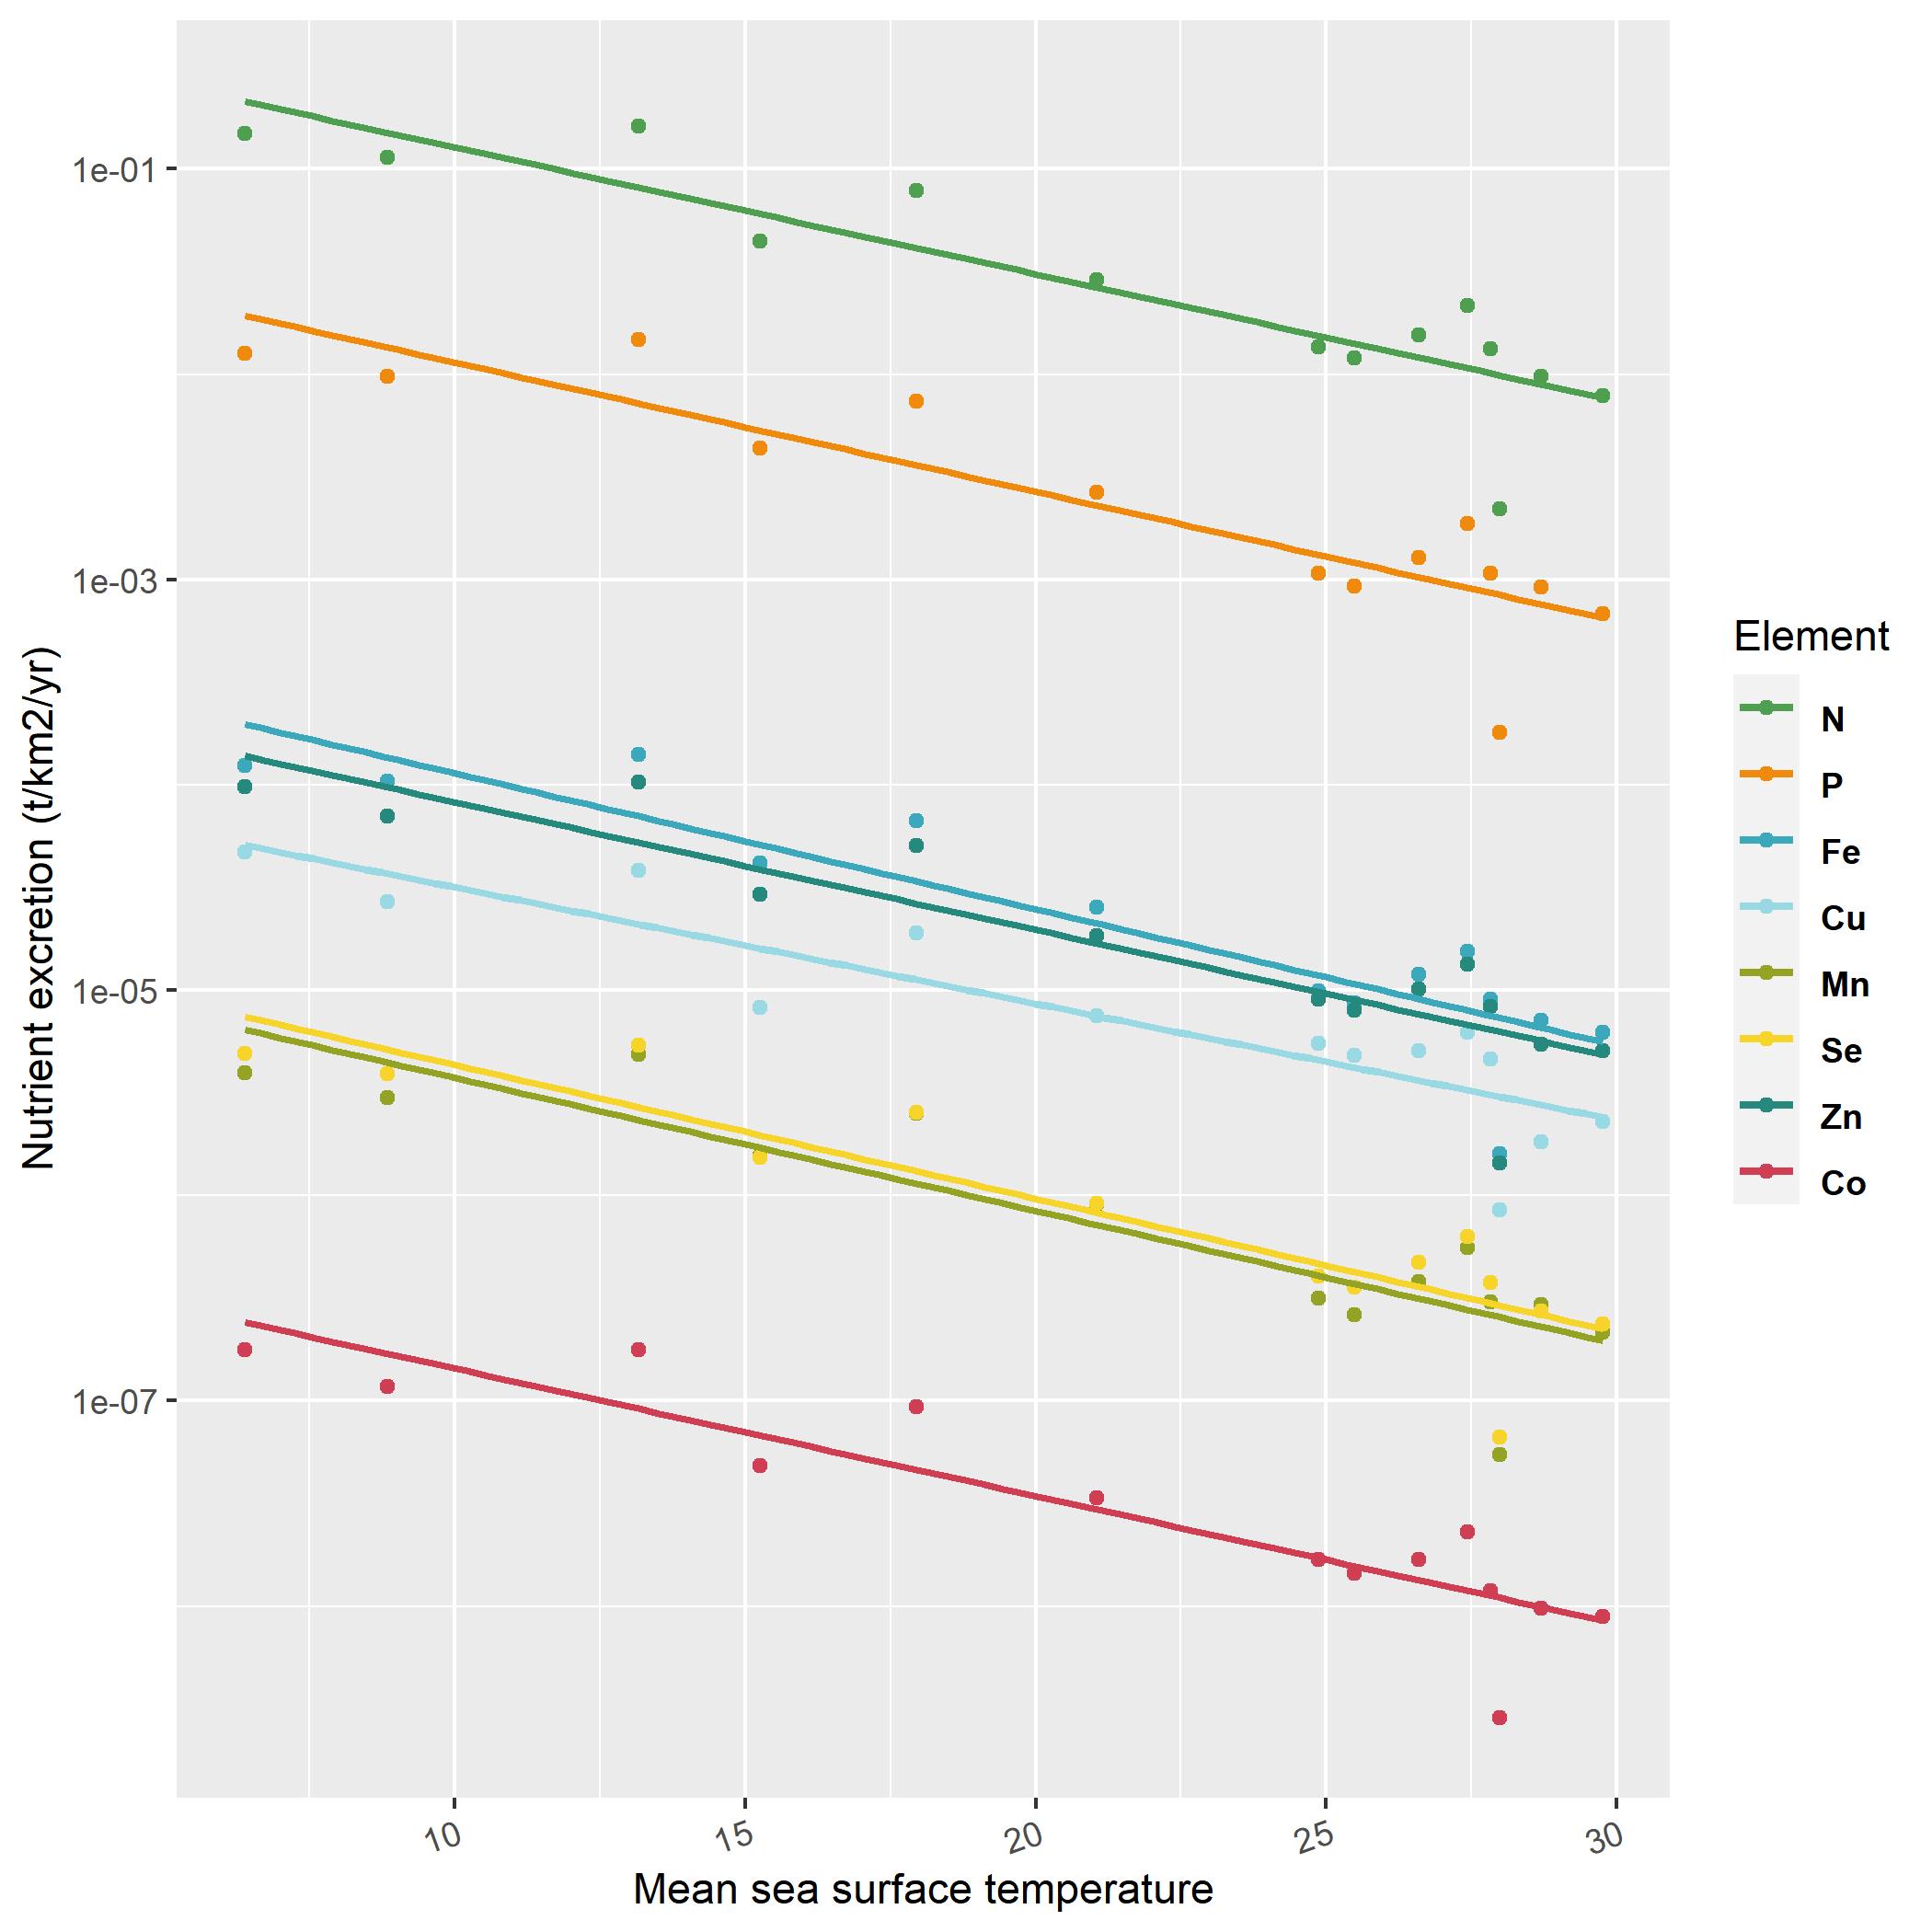 1e-01
1e-03
1e-05
1e-07
Nutrient excretion (t/km2/yr)
10
15
20
25
30
Mean sea surface temperature
Element
N
P
Fe
Cu
Mn
Se
Zn
Co